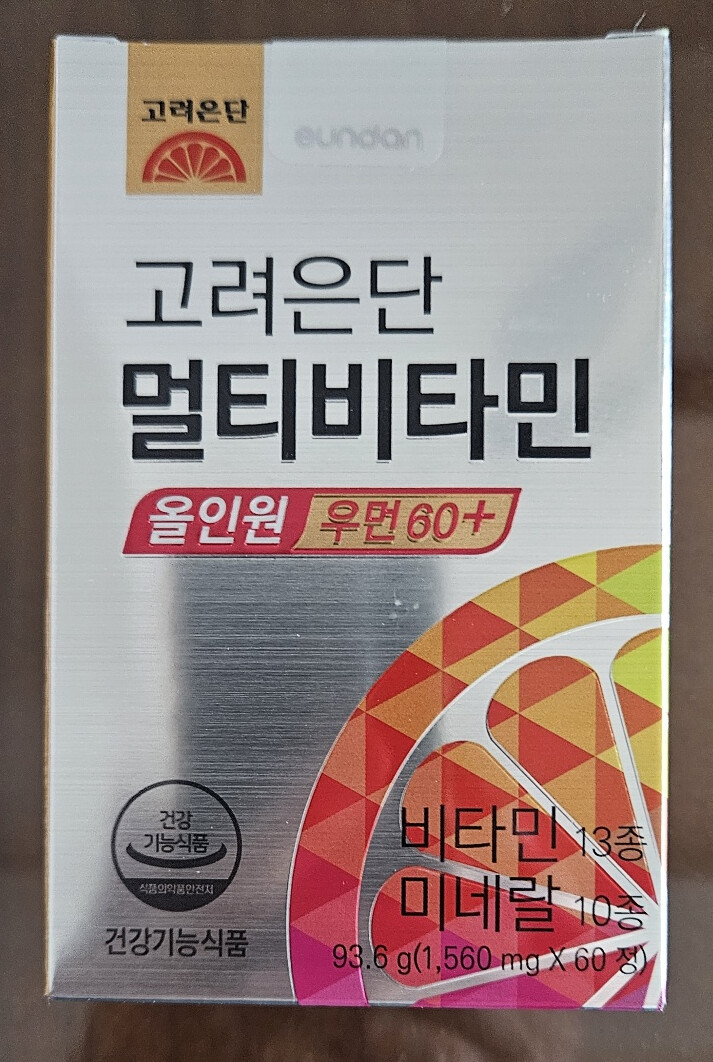 고려은단
eundan
고려은단
멀티비타민
올인원 우먼 60+
건강
기능식품
식품의약품안전처
건강기능식품
비타민 13종
미네랄 10종
93.6 g(1,560 mg X 60 정)